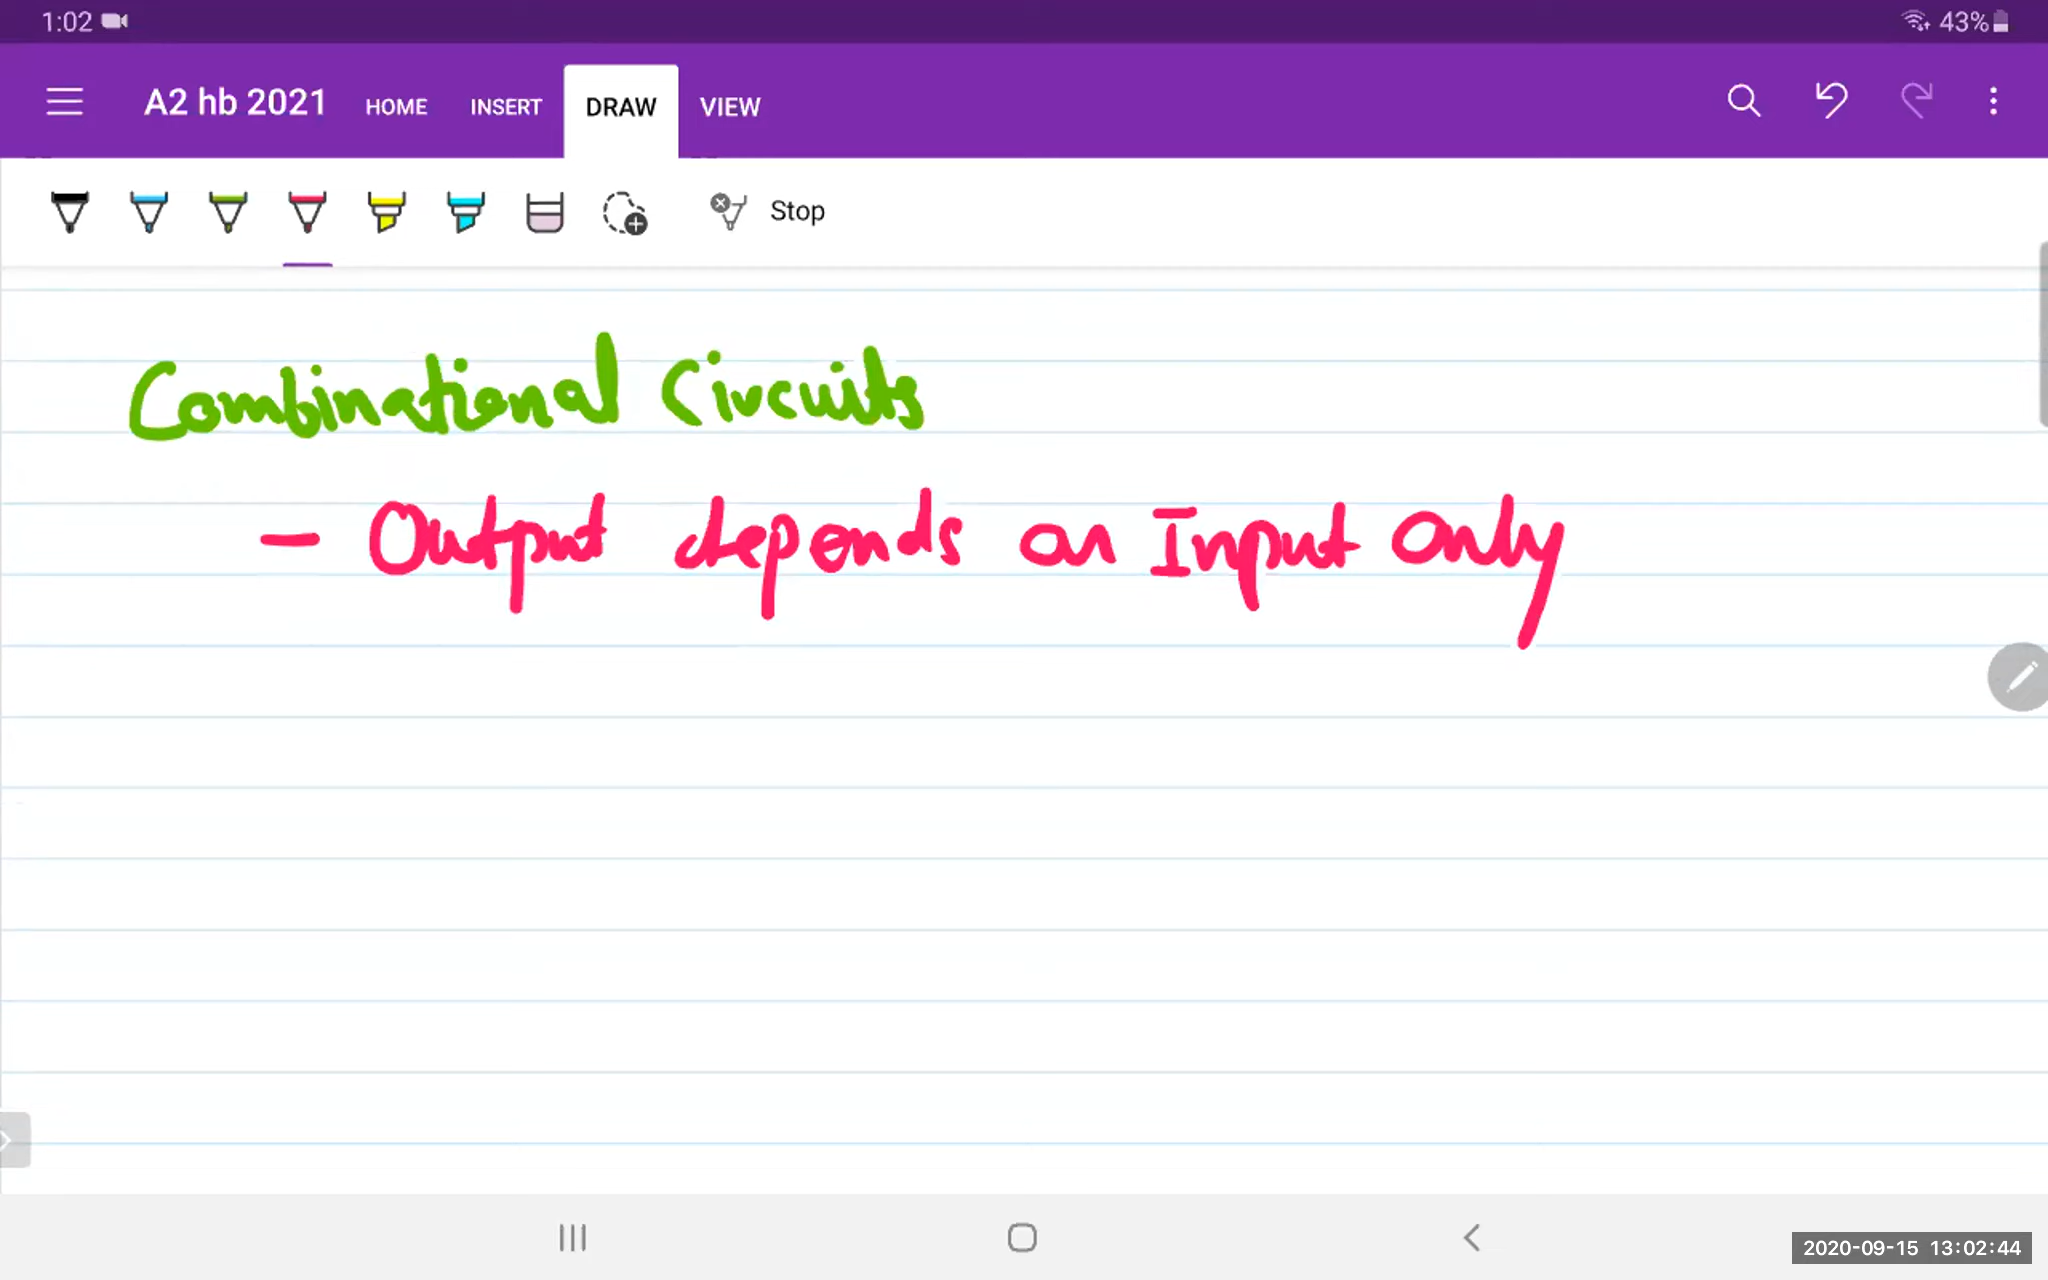 1:02 43%
A2 hb 2021 HOME INSERT DRAW VIEW
Stop
Combinational Circuits
- Output depends on Input Only
2020-09-15 13:02:44